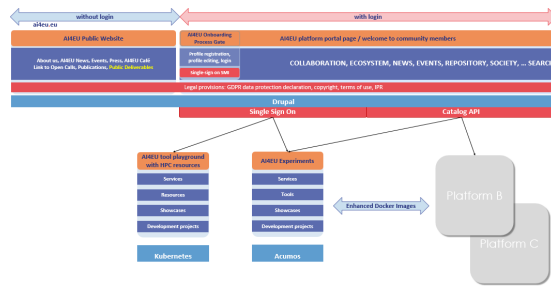 without login
with login
ai4eu.eu
AI4EU Public Website
AI4EU Onboarding
Process Gate
AI4EU platform portal page / welcome to community members
About us, AI4EU News, Events, Press, AI4EU Café
Link to Open Calls, Publications, Public Deliverables
Profile registration,
profile editing, login
Single-sign on SMI
COLLABORATION, ECOSYSTEM, NEWS, EVENTS, REPOSITORY, SOCIETY, ... SEARC
Legal provisions: GDPR data protection declaration, copyright, terms of use, IPR
Drupal
Single Sign On
Catalog API
AI4EU tool playground
with HPC resources
Services
Resources
Showcases
Development projects
Kubernetes
AI4EU Experiments
Services
Tools
Showcases
Development projects
Acumos
Enhanced Docker Images
Platform B
Platform C